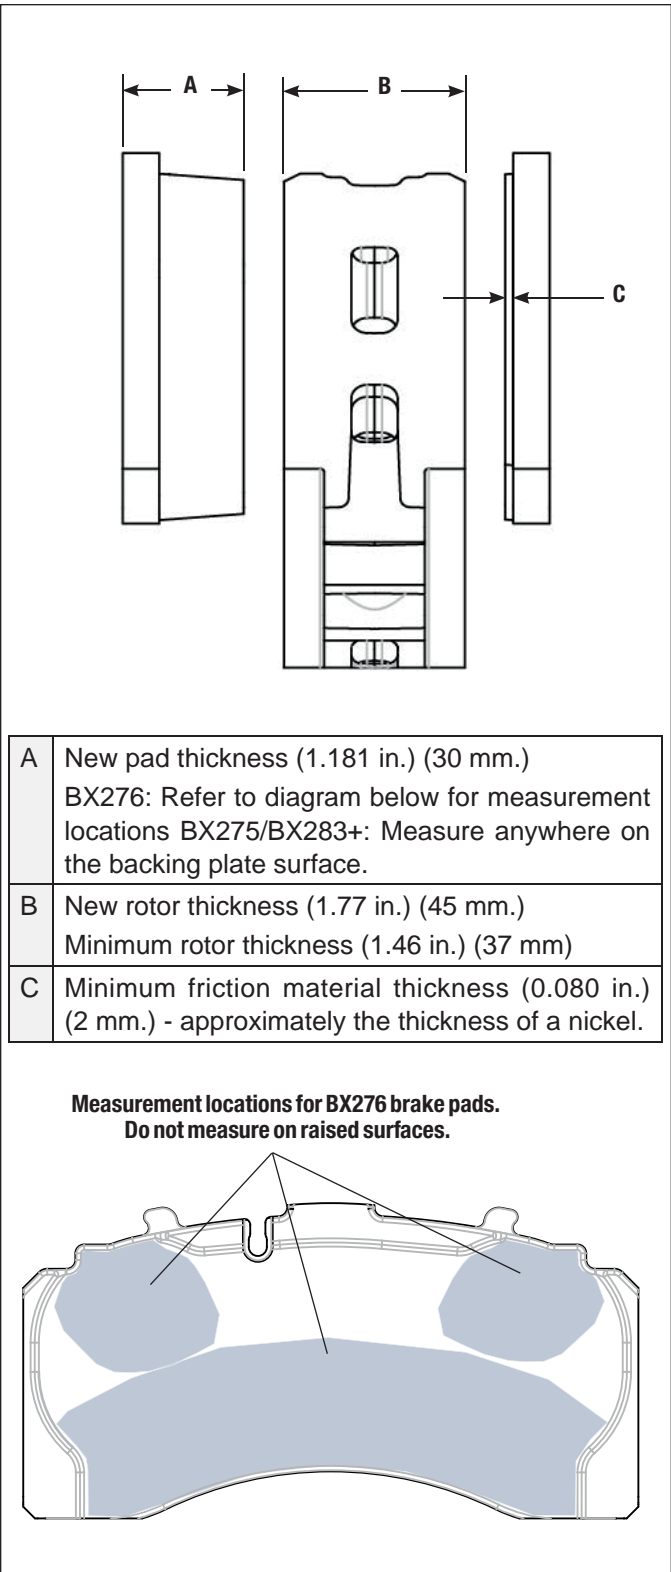 A
B
C
A New pad thickness (1.181 in.) (30 mm.)
BX276: Refer to diagram below for measurement
locations BX275/BX283+: Measure anywhere on
the backing plate surface.
B New rotor thickness (1.77 in.) (45 mm.)
Minimum rotor thickness (1.46 in.) (37 mm)
C Minimum friction material thickness (0.080 in.)
(2 mm.) - approximately the thickness of a nickel.
Measurement locations for BX276 brake pads.
Do not measure on raised surfaces.